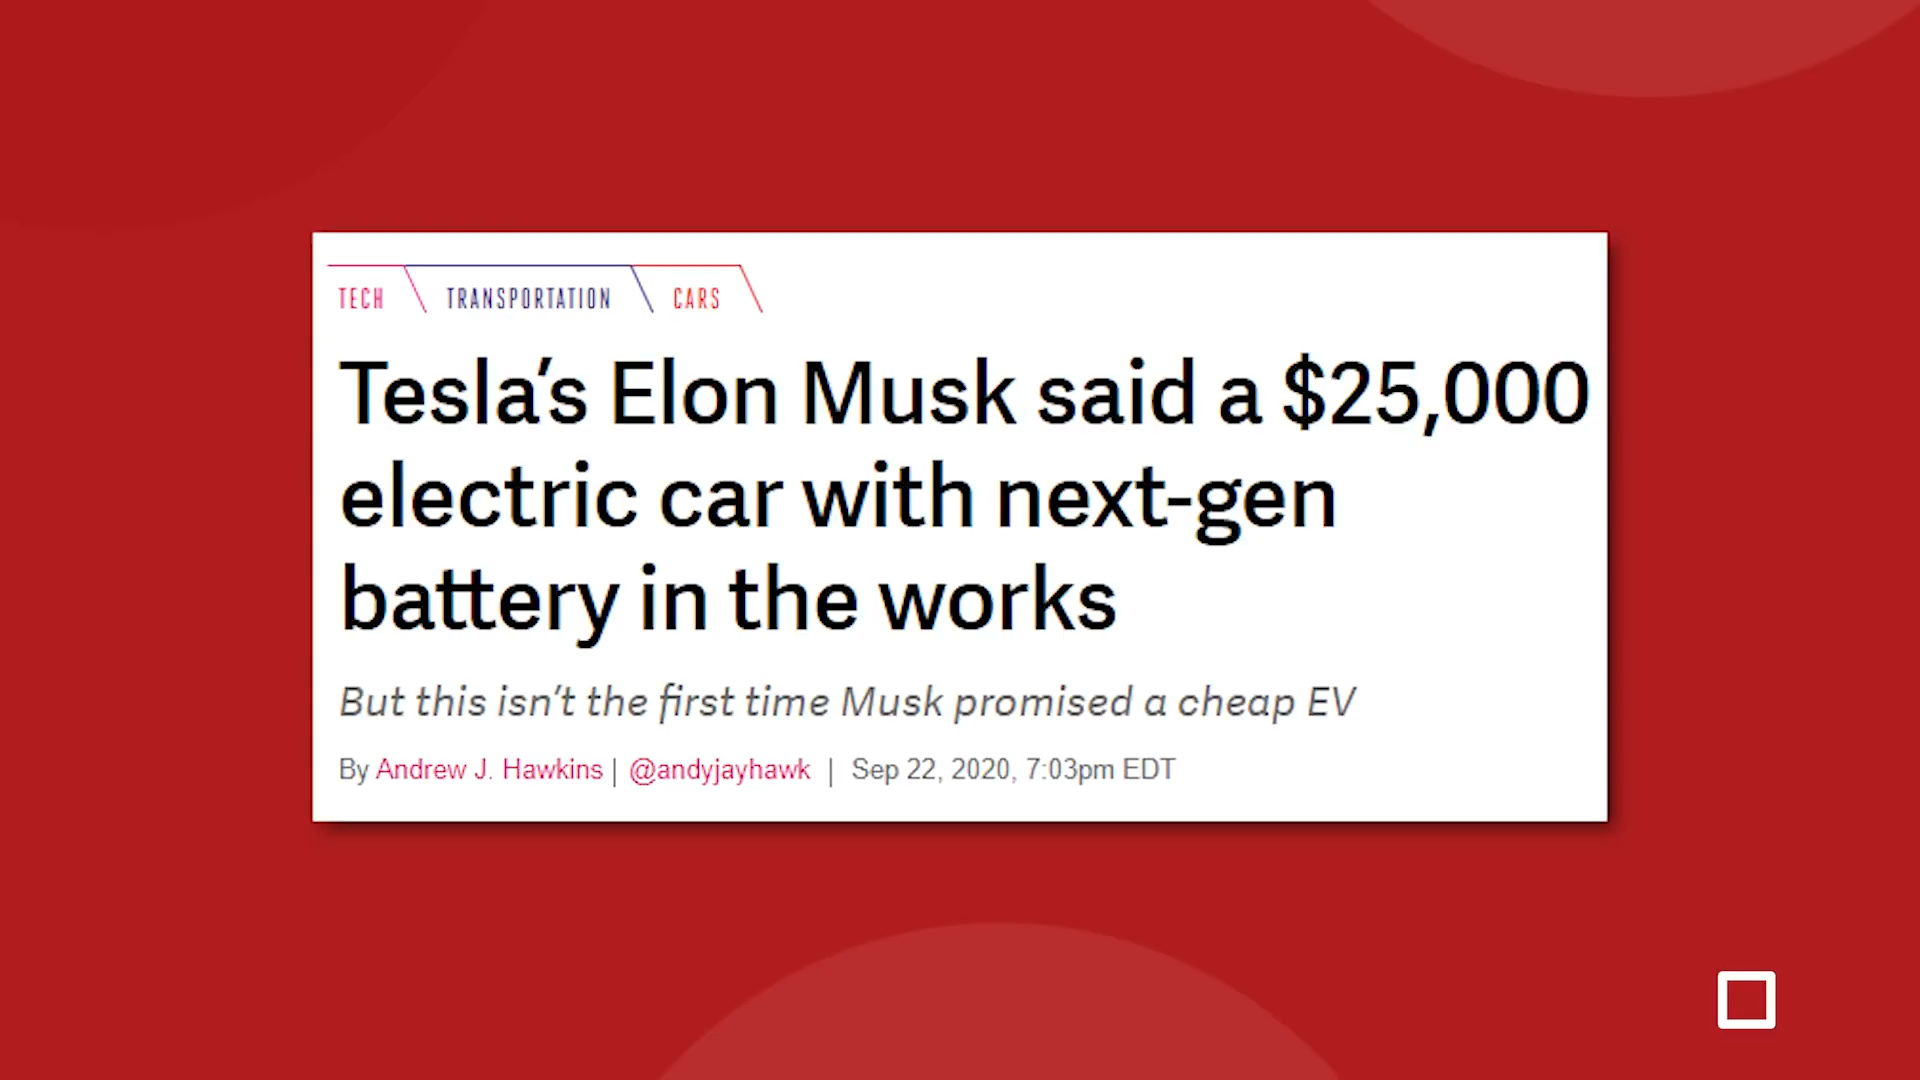 TECH TRANSPORTATION CARS
Tesla’s Elon Musk said a $25,000
electric car with next-gen
battery in the works
But this isn’t the first time Musk promised a cheap EV
By Andrew J. Hawkins | @andyjayhawk | Sep 22, 2020, 7:03pm EDT